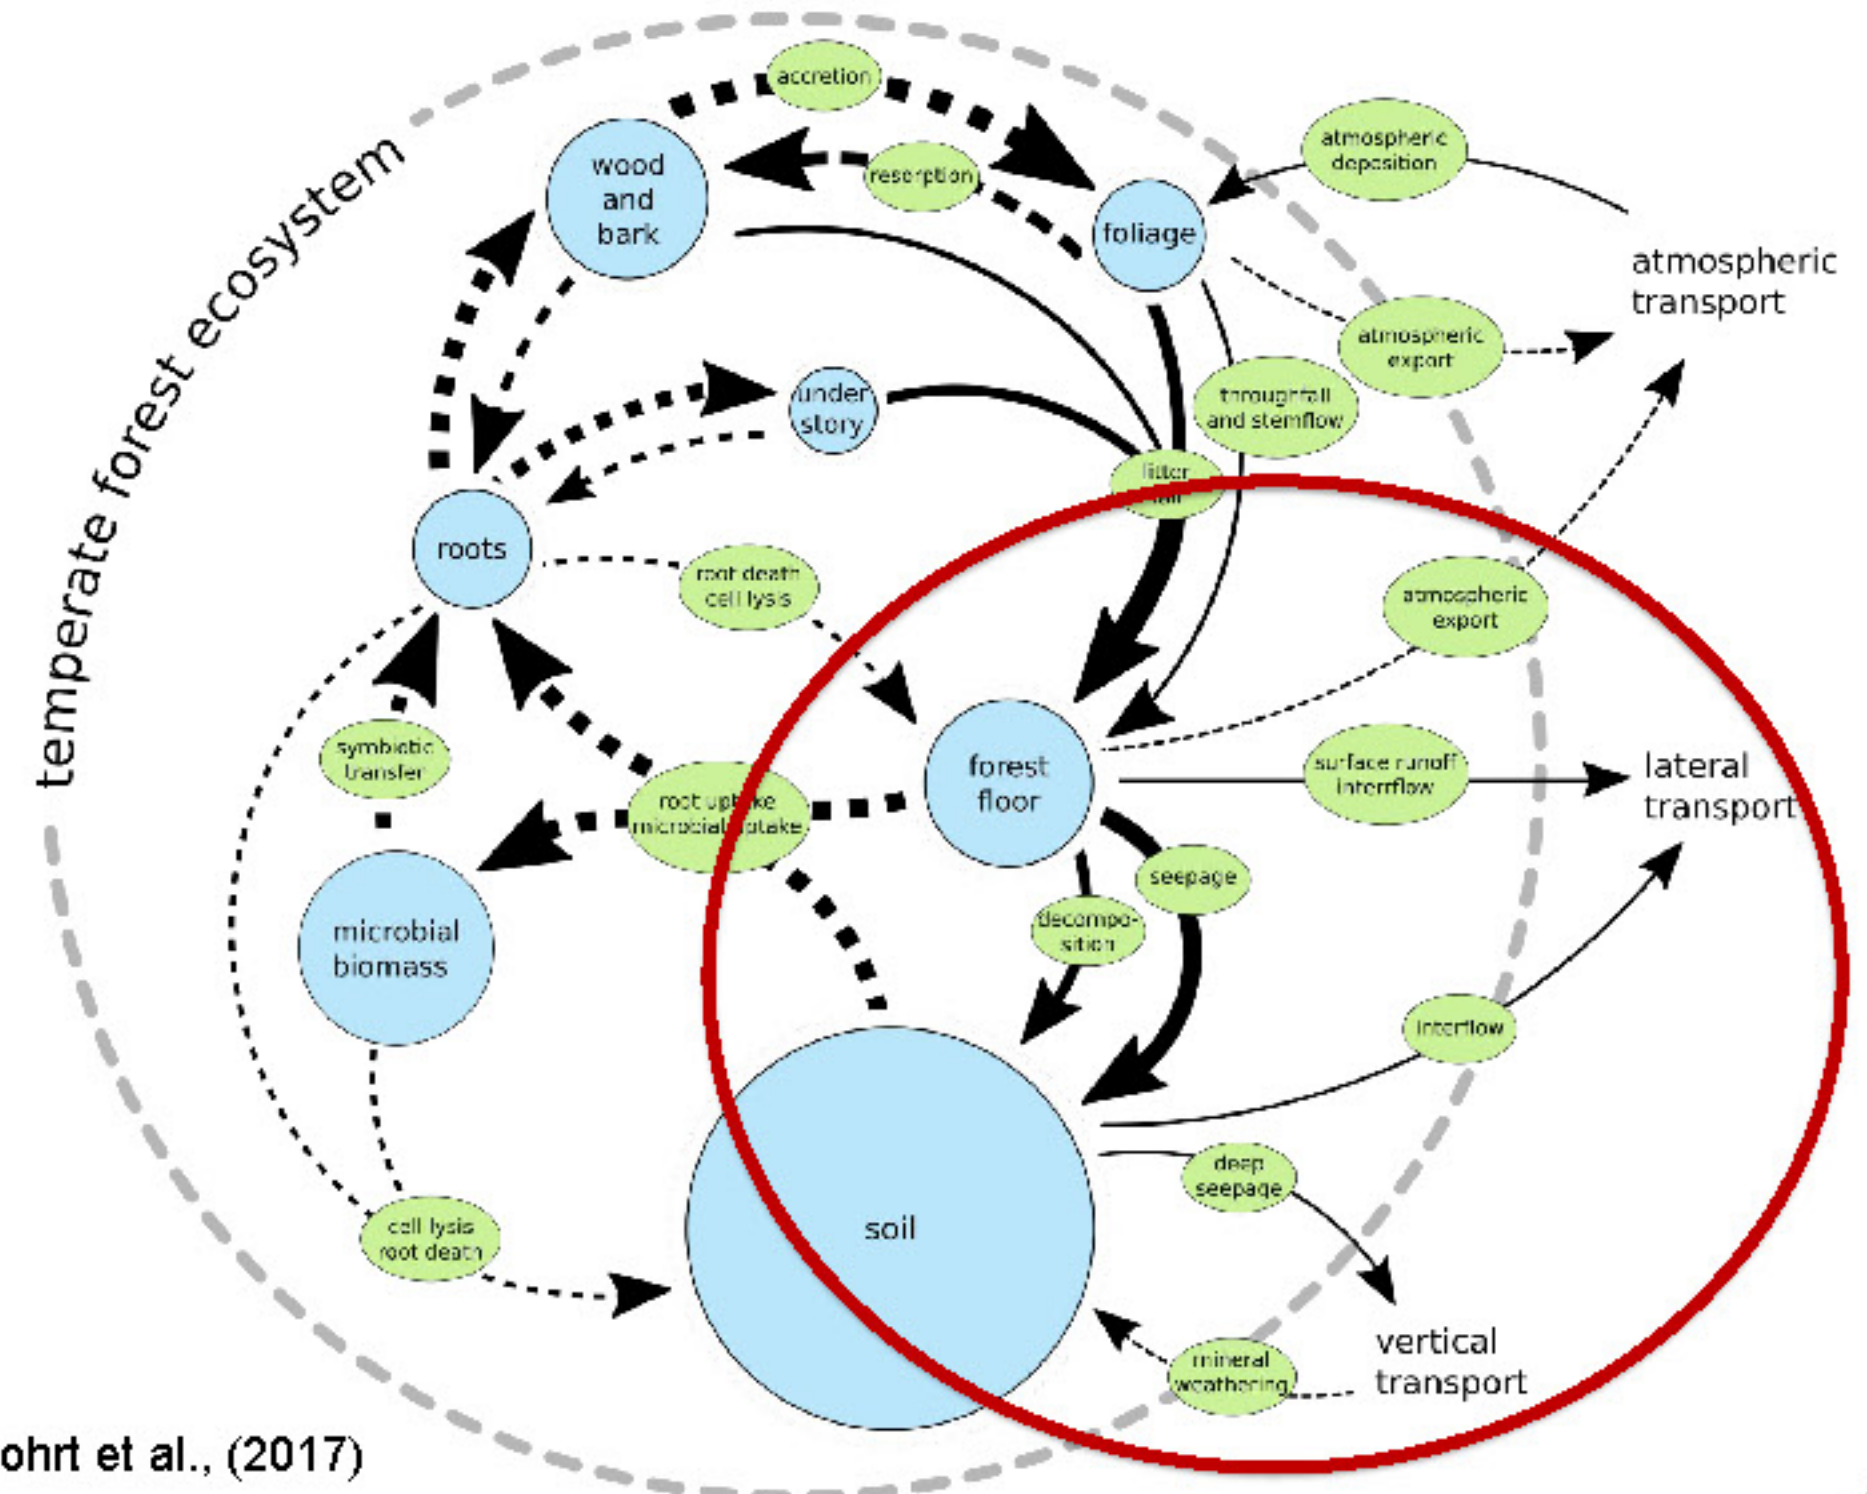 temperate forest ecosystem
accretion
wood
and
bark
resorption
foliage
atmospheric
deposition
atmospheric
transport
atmospheric
export
throughfall
and stemflow
under
story
litter
roots
root death
cell lysis
atmospheric
export
symbiotic
transfer
forest
floor
surface runoff
interrflow
lateral
transport
root uptake
microbial uptake
seepage
decompo-
sition
microbial
biomass
interflow
deep
seepage
soil
cell lysis
root death
mineral
weathering
vertical
transport
ohrt et al., (2017)